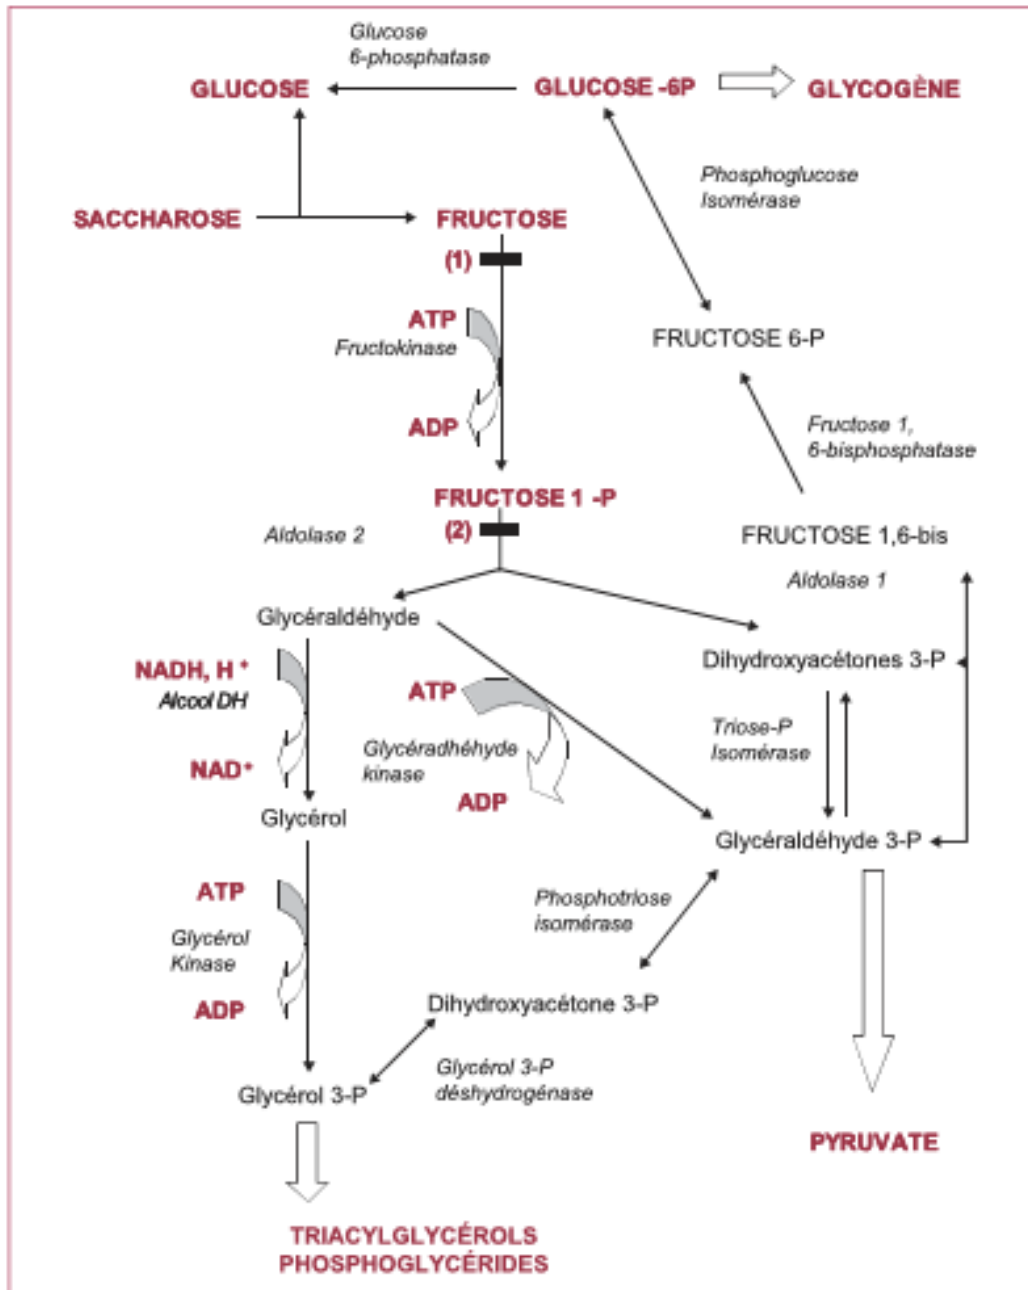 Glucose
6-phosphatase
GLUCOSE
GLUCOSE -6P
GLYCOGÈNE
Phosphoglucose
Isomérase
SACCHAROSE
FRUCTOSE
(1)
ATP
Fructokinase
FRUCTOSE 6-P
ADP
Fructose 1,
6-bisphosphatase
FRUCTOSE 1 -P
(2)
Aldolase 2
FRUCTOSE 1,6-bis
Aldolase 1
Glycéraldéhyde
NADH, H +
Alcool DH
ATP
Dihydroxyacétones 3-P
Triose-P
Isomérase
Glycéradhéhyde
kinase
NAD+
ADP
Glycérol
Glycéraldéhyde 3-P
ATP
Phosphotriose
isomérase
Glycérol
Kinase
ADP
Dihydroxyacétone 3-P
Glycérol 3-P
déshydrogénase
Glycérol 3-P
PYRUVATE
TRIACYLGLYCÉROLS
PHOSPHOGLYCÉRIDES